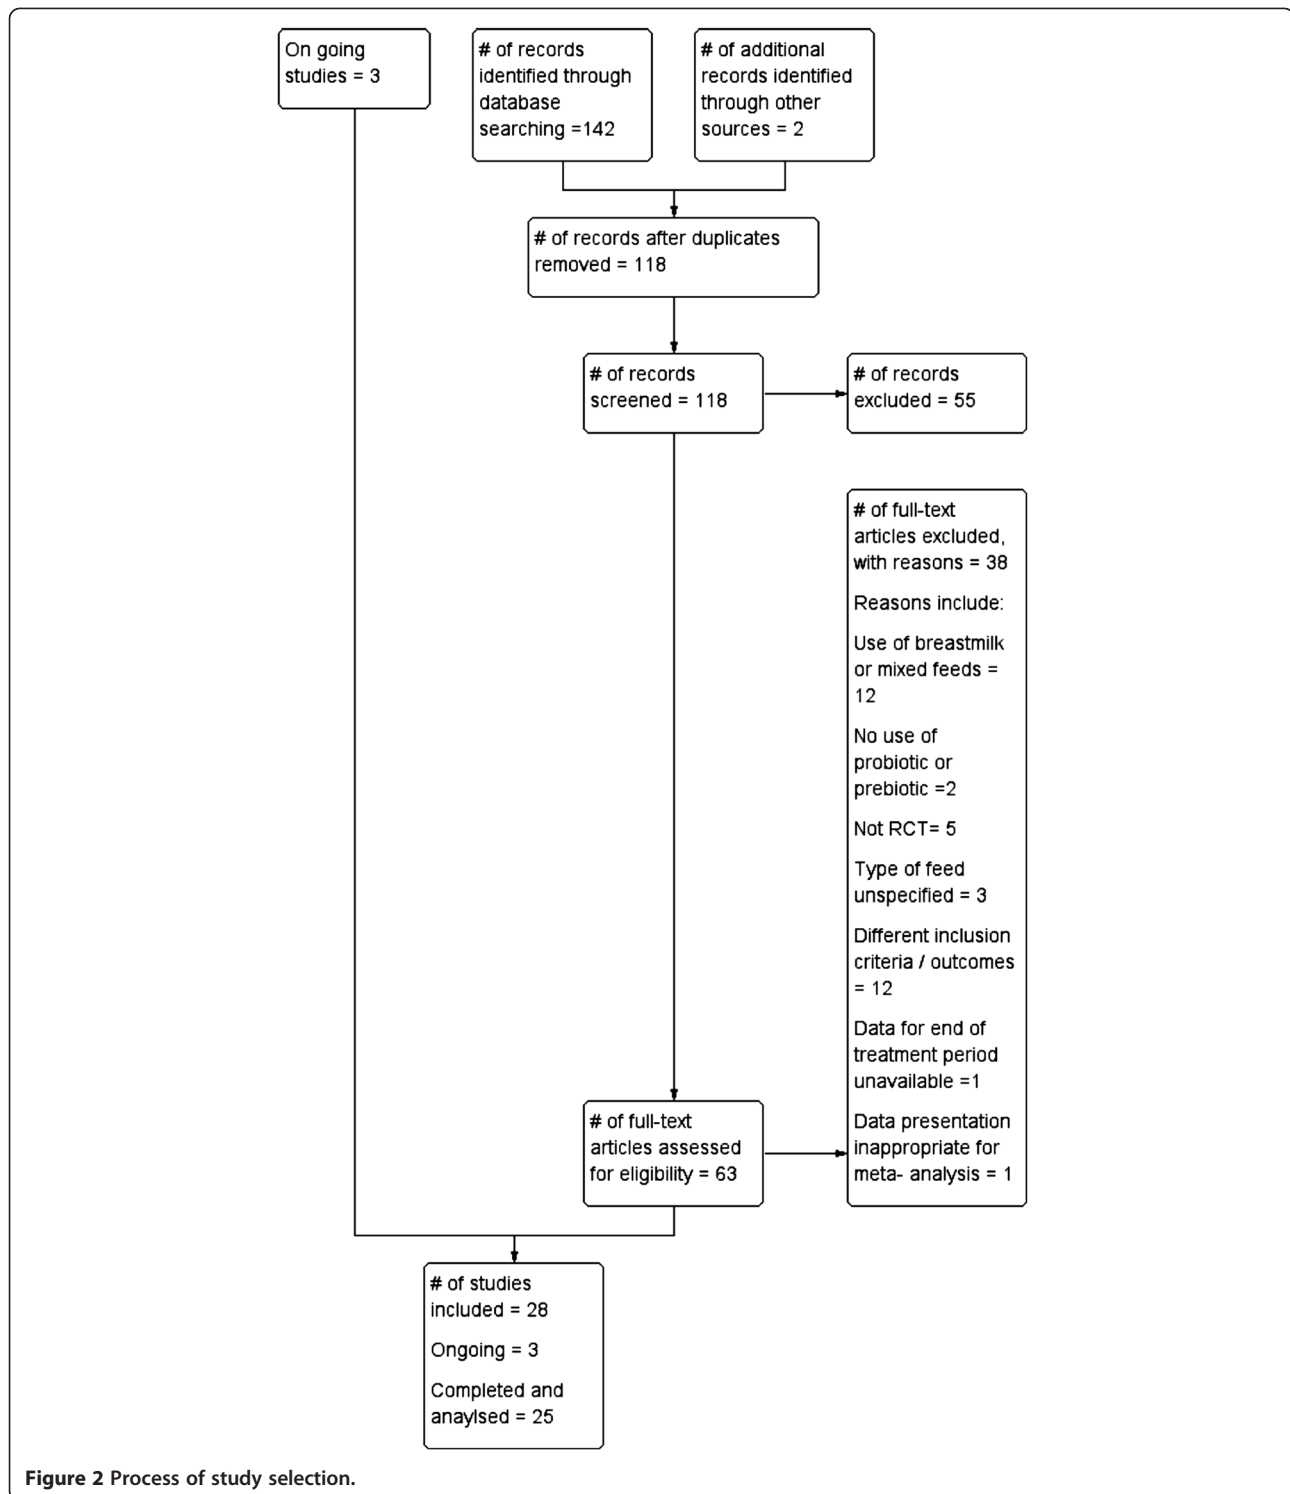 On going
studies = 3
# of records
identified through
database
searching =142
# of additional
records identified
through other
sources = 2
# of records after duplicates
removed = 118
# of records
screened = 118
# of records
excluded = 55
# of full-text
articles excluded,
with reasons = 38
Reasons include:
Use of breastmilk
or mixed feeds =
12
No use of
probiotic or
prebiotic =2
Not RCT= 5
Type of feed
unspecified = 3
Different inclusion
criteria / outcomes
= 12
Data for end of
treatment period
unavailable =1
Data presentation
inappropriate for
meta- analysis = 1
# of full-text
articles assessed
for eligibility = 63
# of studies
included = 28
Ongoing = 3
Completed and
anaylsed = 25
Figure 2 Process of study selection.